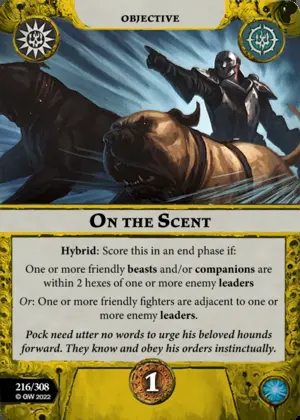 OBJECTIVE
ON THE SCENT
Hybrid: Score this in an end phase if:
One or more friendly beasts and/or companions are
within 2 hexes of one or more enemy leaders
Or: One or more friendly fighters are adjacent to one or
more enemy leaders.
Pock need utter no words to urge his beloved hounds
forward. They know and obey his orders instinctually.
216/308
© GW 2022
1